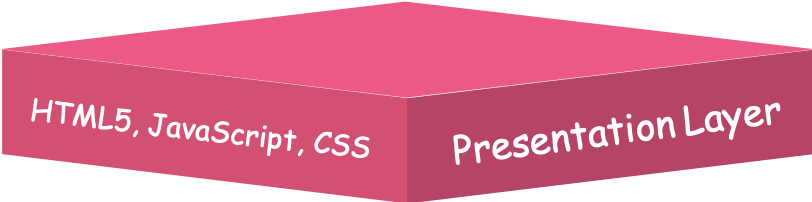 HTML5, JavaScript, CSS
Presentation Layer